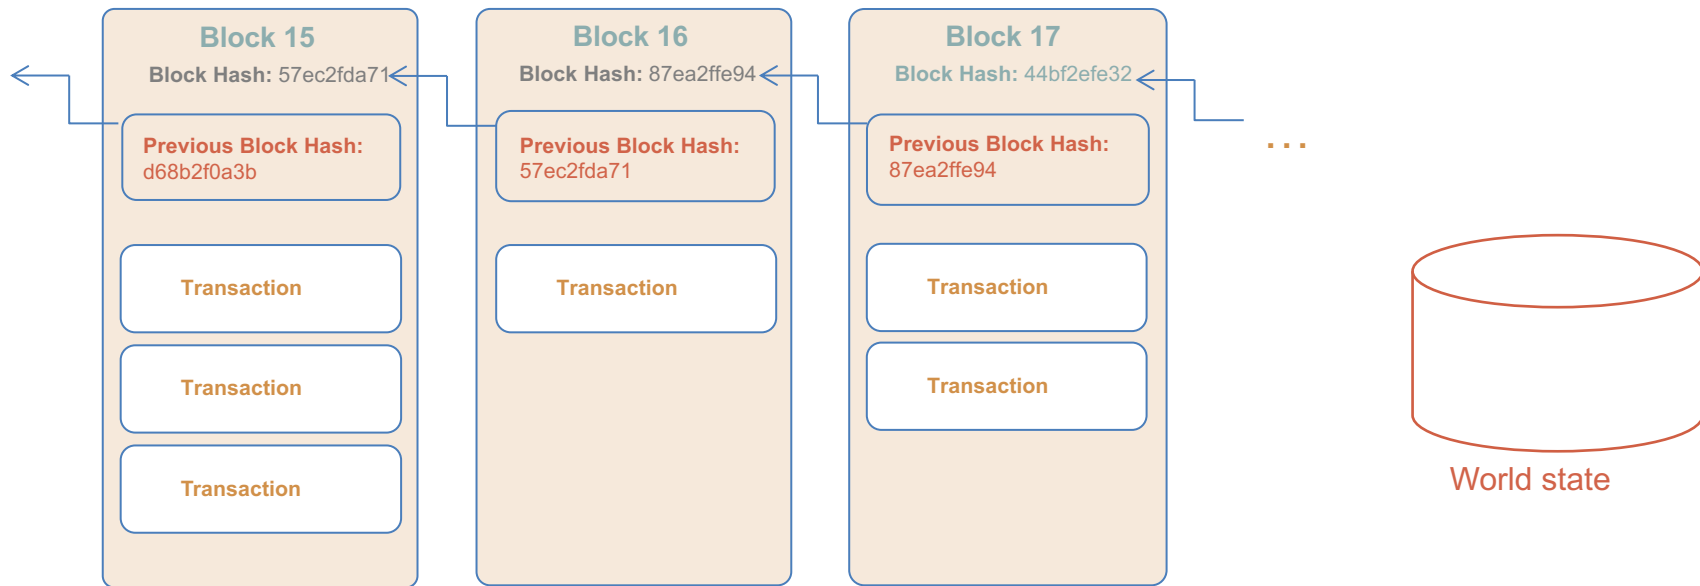 Block 15
Block Hash: 57ec2fda71
Previous Block Hash:
d68b2f0a3b
Transaction
Transaction
Transaction
Block 16
Block Hash: 87ea2ffe94
Previous Block Hash:
57ec2fda71
Transaction
Block 17
Block Hash: 44bf2efe32
Previous Block Hash:
87ea2ffe94
Transaction
Transaction
...
World state